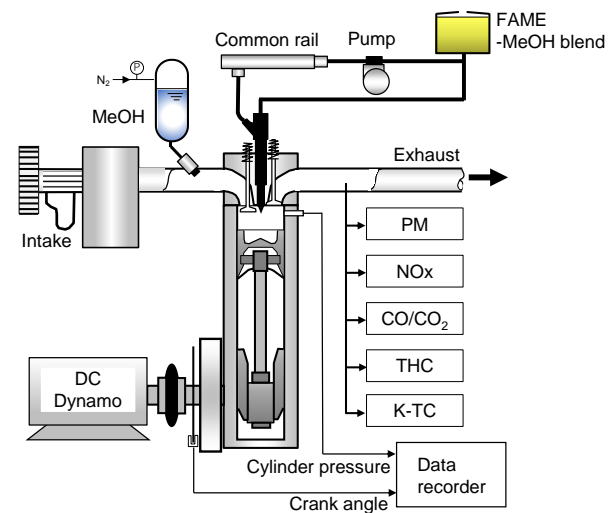 FAME
-MeOH blend
Common rail
Pump
P
N₂
MeOH
Exhaust
Intake
PM
NOx
CO/CO₂
THC
K-TC
DC
Dynamo
Cylinder pressure
Data
recorder
Crank angle